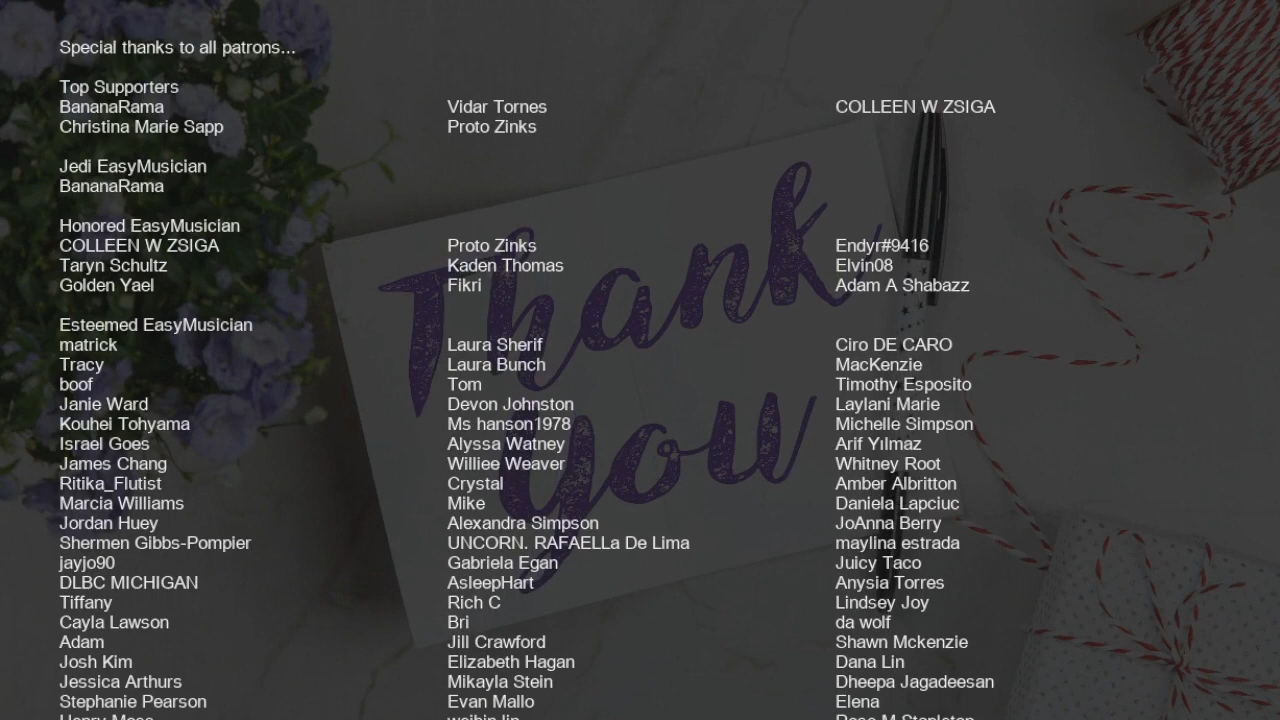 Special thanks to all patrons...
Top Supporters
BananaRama Vidar Tornes COLLEEN W ZSIGA
Christina Marie Sapp Proto Zinks
Jedi EasyMusician
BananaRama
Honored EasyMusician
COLLEEN W ZSIGA Proto Zinks Endyr#9416
Taryn Schultz Kaden Thomas Elvin08
Golden Yael Fikri Adam A Shabazz
Esteemed EasyMusician
matrick Laura Sherif Ciro DE CARO
Tracy Laura Bunch MacKenzie
boof Tom Timothy Esposito
Janie Ward Devon Johnston Laylani Marie
Kouhei Tohyama Ms hanson1978 Michelle Simpson
Israel Goes Alyssa Watney Arif Yılmaz
James Chang Williee Weaver Whitney Root
Ritika_Flutist Crystal Amber Albritton
Marcia Williams Mike Daniela Lapciuc
Jordan Huey Alexandra Simpson JoAnna Berry
Shermen Gibbs-Pompier UNCORN. RAFAELLa De Lima maylina estrada
jayjo90 Gabriela Egan Juicy Taco
DLBC MICHIGAN AsleepHart Anysia Torres
Tiffany Rich C Lindsey Joy
Cayla Lawson Bri da wolf
Adam Jill Crawford Shawn Mckenzie
Josh Kim Elizabeth Hagan Dana Lin
Jessica Arthurs Mikayla Stein Dheepa Jagadeesan
Stephanie Pearson Evan Mallo Elena
Thank
you